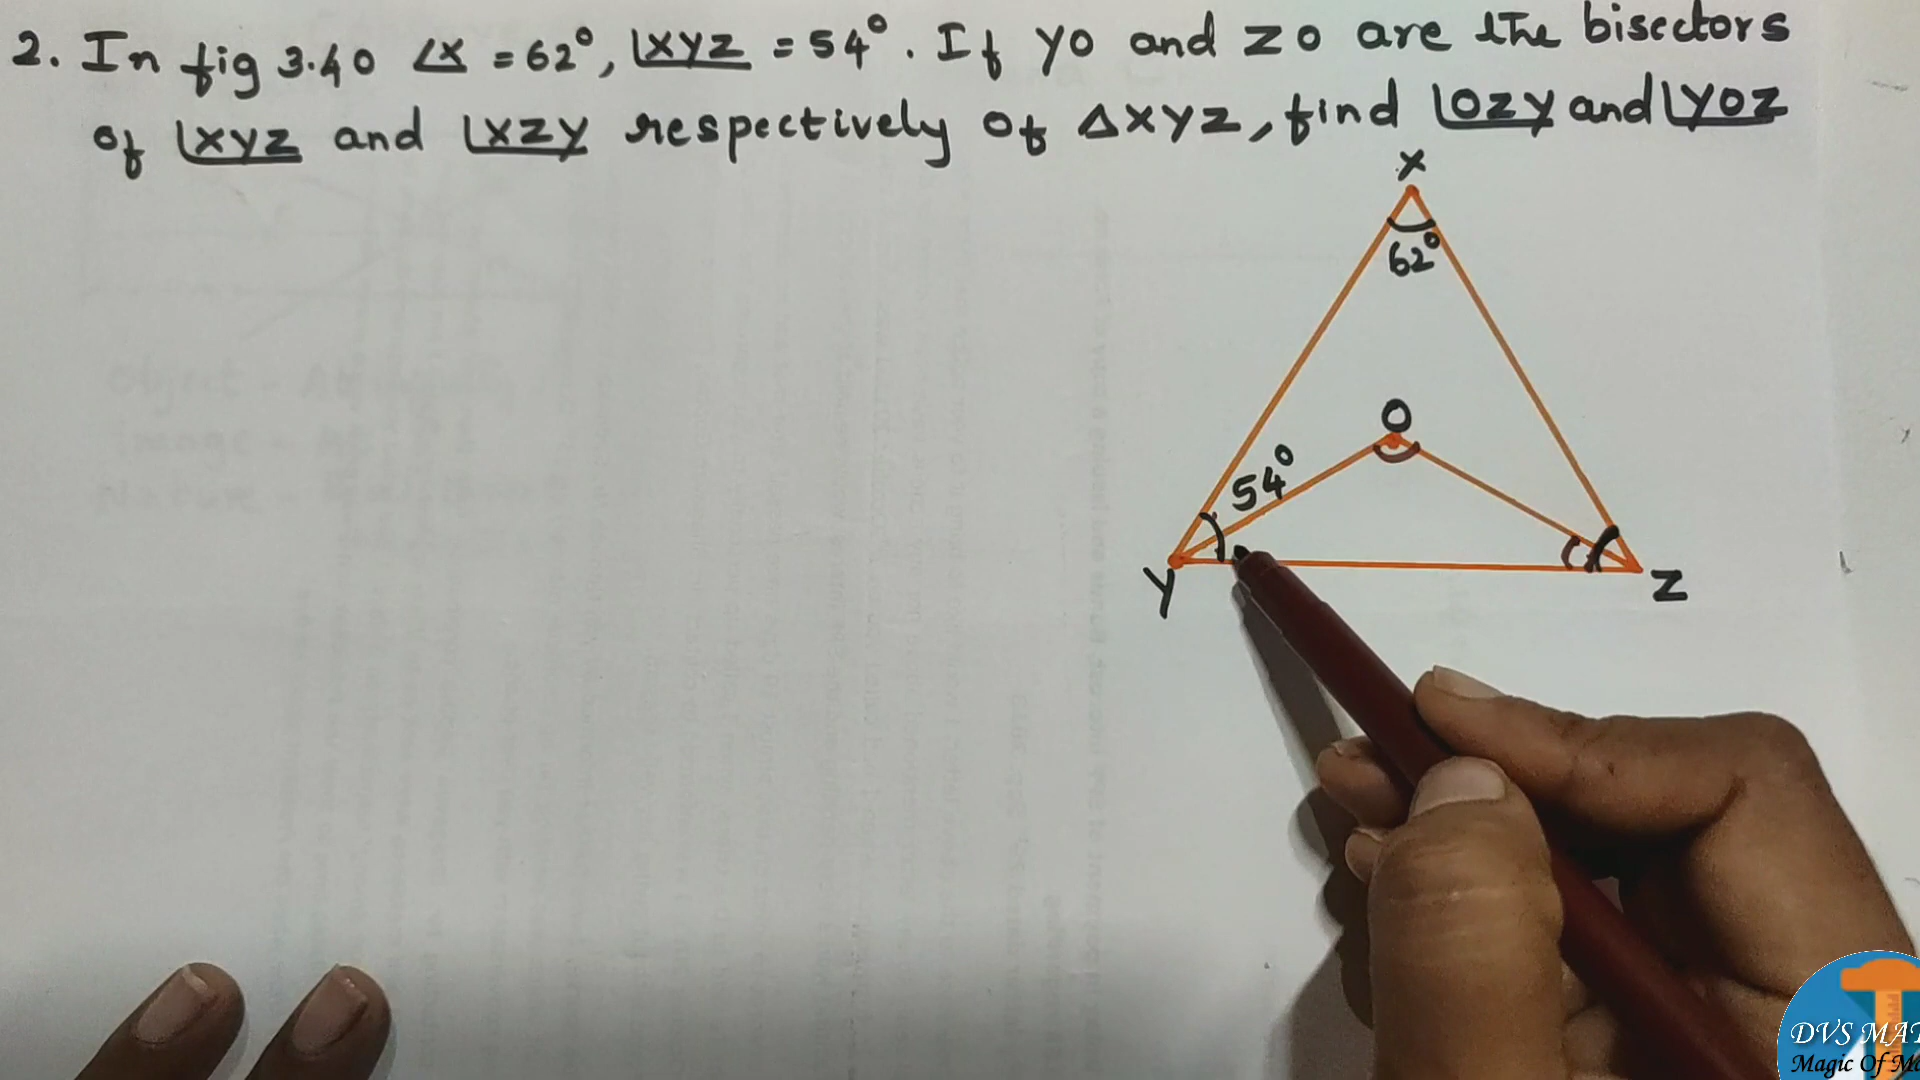 2. In fig 3.40 ∠X = 62°, ∠XYZ = 54°. If YO and ZO are the bisectors
of ∠XYZ and ∠XZY respectively of ΔXYZ, find ∠OZY and ∠YOZ
X
62°
O
54°
Y
Z
DVS MAT
Magic Of Ma